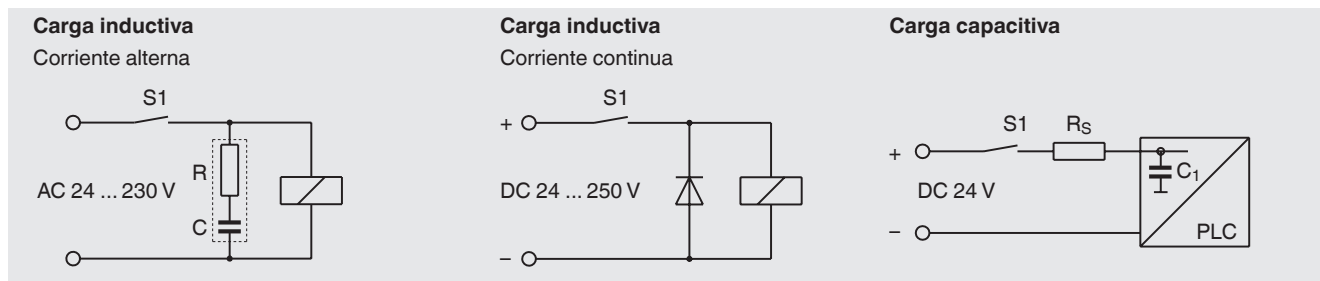 Carga inductiva
Corriente alterna
S1
R
AC 24 ... 230 V
C
Carga inductiva
Corriente continua
S1
+
DC 24 ... 250 V
–
Carga capacitiva
S1
RS
+
C1
DC 24 V
–
PLC